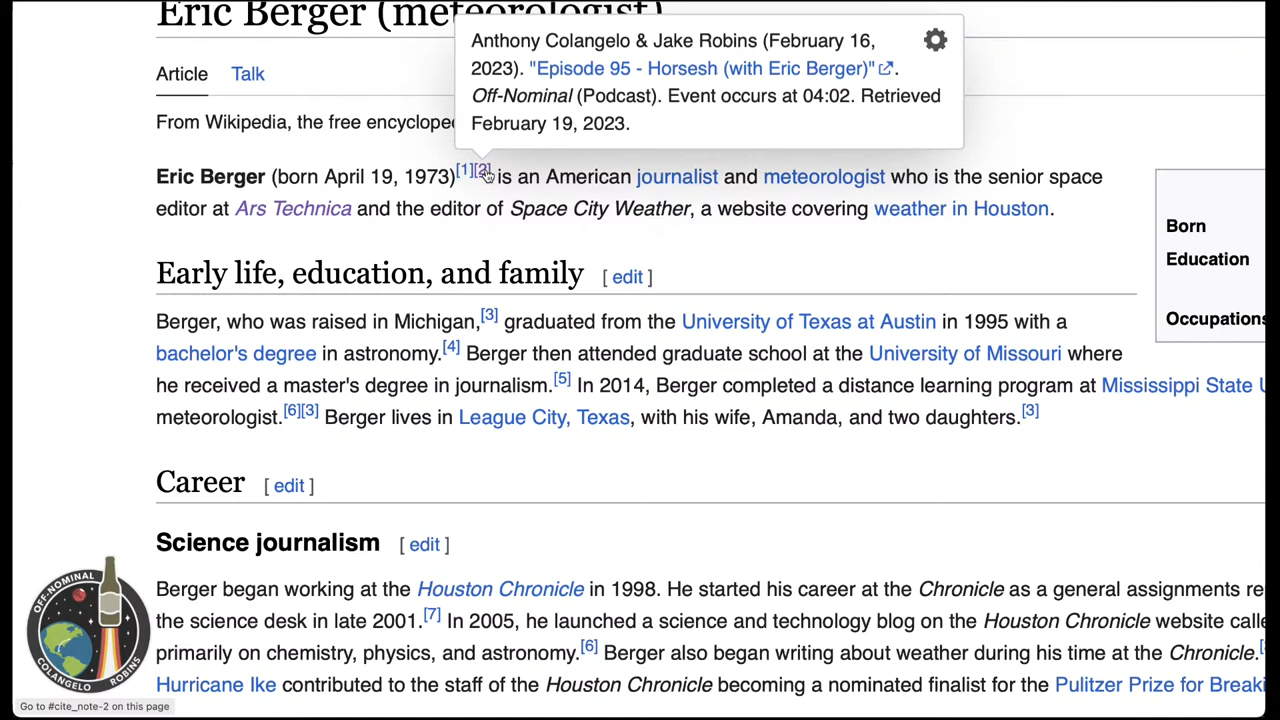 Eric Berger (meteorologist)
Anthony Colangelo & Jake Robins (February 16,
2023). "Episode 95 - Horsesh (with Eric Berger)".
Off-Nominal (Podcast). Event occurs at 04:02. Retrieved
February 19, 2023.
Article Talk
From Wikipedia, the free encyclope
Eric Berger (born April 19, 1973)[1][2] is an American journalist and meteorologist who is the senior space
editor at Ars Technica and the editor of Space City Weather, a website covering weather in Houston.
Born
Education
Occupations
Early life, education, and family [ edit ]
Berger, who was raised in Michigan,[3] graduated from the University of Texas at Austin in 1995 with a
bachelor's degree in astronomy.[4] Berger then attended graduate school at the University of Missouri where
he received a master's degree in journalism.[5] In 2014, Berger completed a distance learning program at Mississippi State
meteorologist.[6][3] Berger lives in League City, Texas, with his wife, Amanda, and two daughters.[3]
Career [ edit ]
Science journalism [ edit ]
Berger began working at the Houston Chronicle in 1998. He started his career at the Chronicle as a general assignments re
the science desk in late 2001.[7] In 2005, he launched a science and technology blog on the Houston Chronicle website calle
primarily on chemistry, physics, and astronomy.[6] Berger also began writing about weather during his time at the Chronicle.
Hurricane Ike contributed to the staff of the Houston Chronicle becoming a nominated finalist for the Pulitzer Prize for Breaki
OFF-NOMINAL
COLANGELO ROBINS
Go to #cite_note-2 on this page